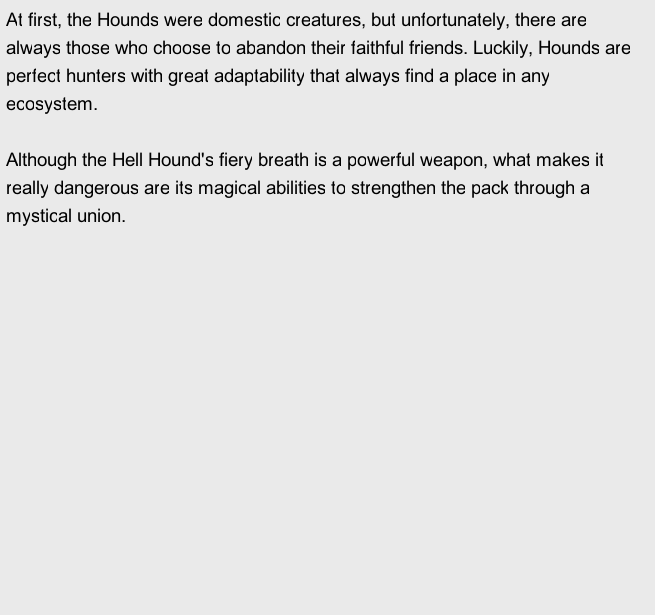 At first, the Hounds were domestic creatures, but unfortunately, there are
always those who choose to abandon their faithful friends. Luckily, Hounds are
perfect hunters with great adaptability that always find a place in any
ecosystem.
Although the Hell Hound's fiery breath is a powerful weapon, what makes it
really dangerous are its magical abilities to strengthen the pack through a
mystical union.